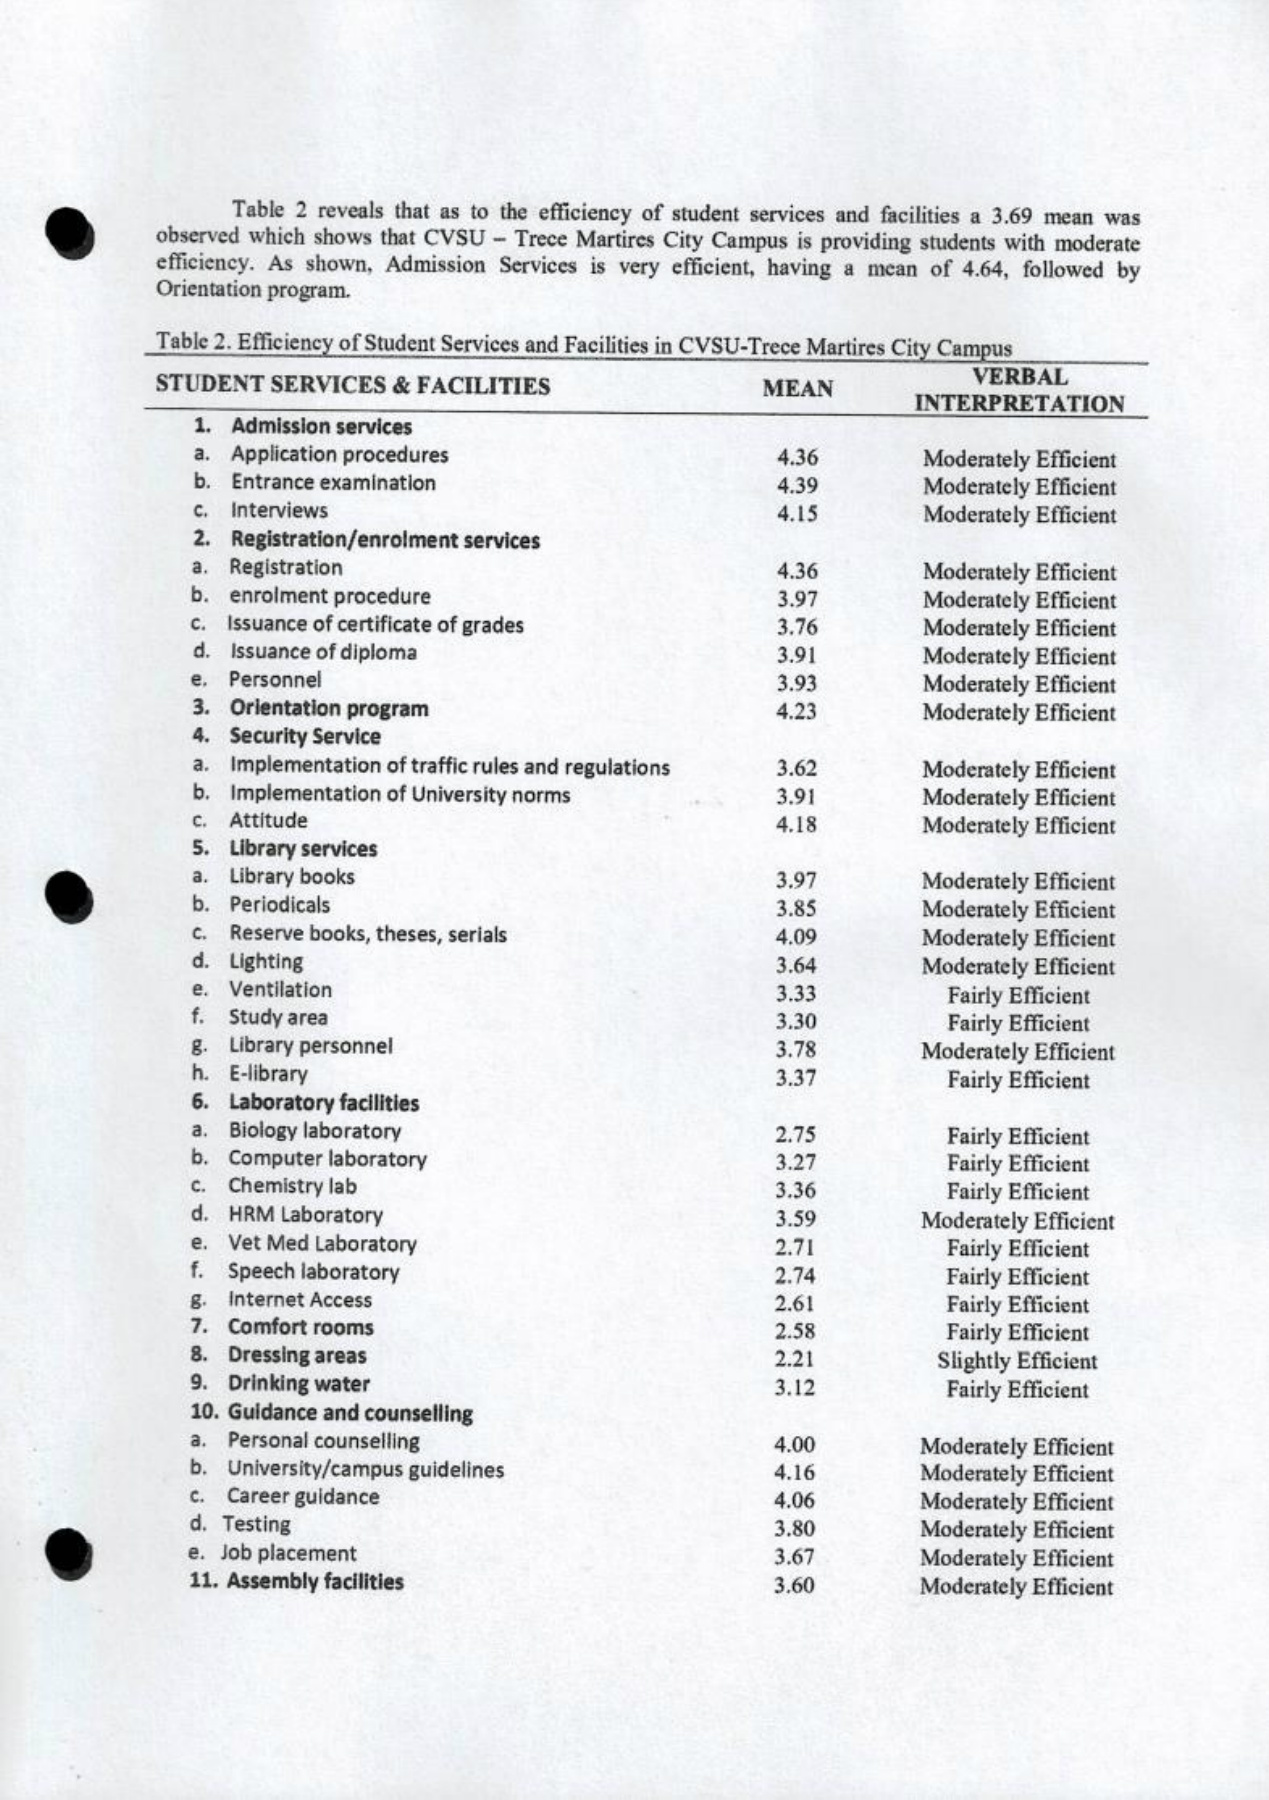 Table 2 reveals that as to the efficiency of student services and facilities a 3.69 mean was
observed which shows that CVSU – Trece Martires City Campus is providing students with moderate
efficiency. As shown, Admission Services is very efficient, having a mean of 4.64, followed by
Orientation program.
Table 2. Efficiency of Student Services and Facilities in CVSU-Trece Martires City Campus
STUDENT SERVICES & FACILITIES MEAN VERBAL
INTERPRETATION
1. Admission services
a. Application procedures 4.36 Moderately Efficient
b. Entrance examination 4.39 Moderately Efficient
c. Interviews 4.15 Moderately Efficient
2. Registration/enrolment services
a. Registration 4.36 Moderately Efficient
b. enrolment procedure 3.97 Moderately Efficient
c. Issuance of certificate of grades 3.76 Moderately Efficient
d. Issuance of diploma 3.91 Moderately Efficient
e. Personnel 3.93 Moderately Efficient
3. Orientation program 4.23 Moderately Efficient
4. Security Service
a. Implementation of traffic rules and regulations 3.62 Moderately Efficient
b. Implementation of University norms 3.91 Moderately Efficient
c. Attitude 4.18 Moderately Efficient
5. Library services
a. Library books 3.97 Moderately Efficient
b. Periodicals 3.85 Moderately Efficient
c. Reserve books, theses, serials 4.09 Moderately Efficient
d. Lighting 3.64 Moderately Efficient
e. Ventilation 3.33 Fairly Efficient
f. Study area 3.30 Fairly Efficient
g. Library personnel 3.78 Moderately Efficient
h. E-library 3.37 Fairly Efficient
6. Laboratory facilities
a. Biology laboratory 2.75 Fairly Efficient
b. Computer laboratory 3.27 Fairly Efficient
c. Chemistry lab 3.36 Fairly Efficient
d. HRM Laboratory 3.59 Moderately Efficient
e. Vet Med Laboratory 2.71 Fairly Efficient
f. Speech laboratory 2.74 Fairly Efficient
g. Internet Access 2.61 Fairly Efficient
7. Comfort rooms 2.58 Fairly Efficient
8. Dressing areas 2.21 Slightly Efficient
9. Drinking water 3.12 Fairly Efficient
10. Guidance and counselling
a. Personal counselling 4.00 Moderately Efficient
b. University/campus guidelines 4.16 Moderately Efficient
c. Career guidance 4.06 Moderately Efficient
d. Testing 3.80 Moderately Efficient
e. Job placement 3.67 Moderately Efficient
11. Assembly facilities 3.60 Moderately Efficient